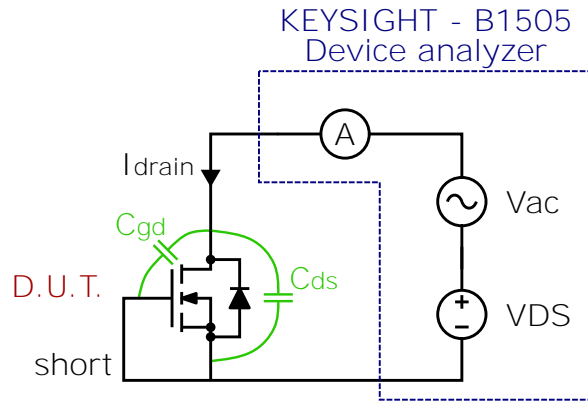 KEYSIGHT - B1505
Device analyzer
A
Idrain
Vac
Cgd
Cds
D.U.T.
+
−
VDS
short